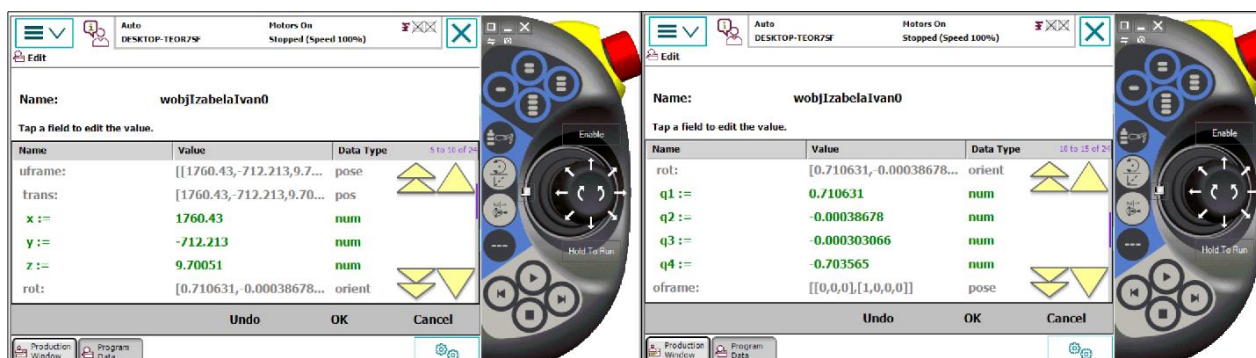 Auto
DESKTOP-TEOR7SF
Motors On
Stopped (Speed 100%)
Edit
Name: wobjIzabelaIvan0
Tap a field to edit the value.
Name Value Data Type 5 to 10 of 24
uframe: [[1760.43,-712.213,9.7... pose
trans: [1760.43,-712.213,9.70... pos
x := 1760.43 num
y := -712.213 num
z := 9.70051 num
rot: [0.710631,-0.00038678... orient
Undo OK Cancel
Production Window
Program Data
Enable
Hold To Run
Auto
DESKTOP-TEOR7SF
Motors On
Stopped (Speed 100%)
Edit
Name: wobjIzabelaIvan0
Tap a field to edit the value.
Name Value Data Type 10 to 15 of 24
rot: [0.710631,-0.00038678... orient
q1 := 0.710631 num
q2 := -0.00038678 num
q3 := -0.000303066 num
q4 := -0.703565 num
oframe: [[0,0,0],[1,0,0,0]] pose
Undo OK Cancel
Production Window
Program Data
Enable
Hold To Run